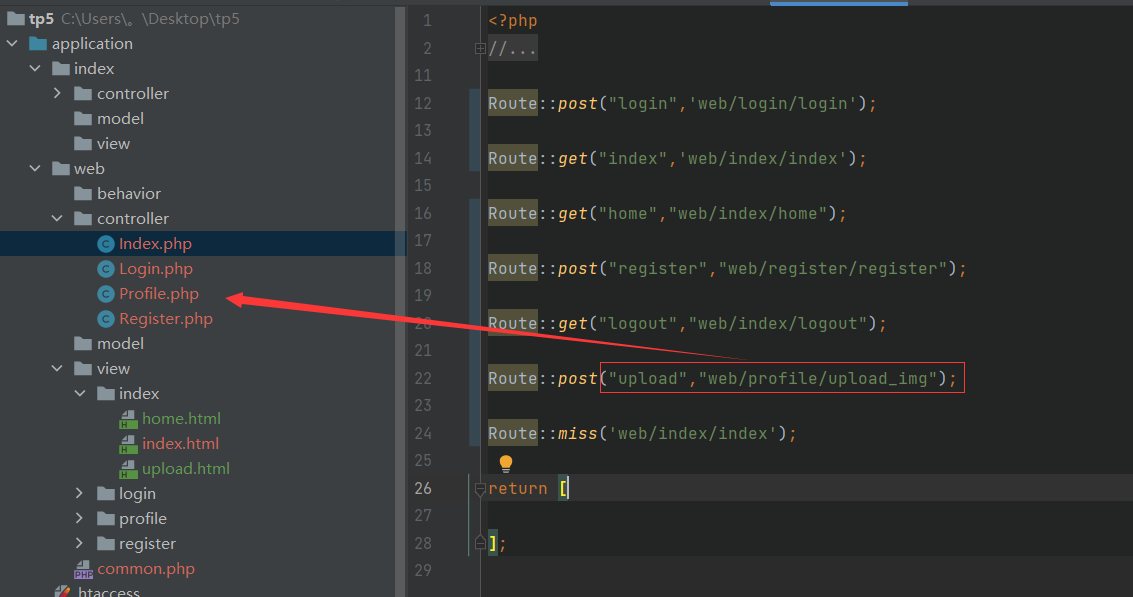 tp5 C:\Users\。\Desktop\tp5
application
index
controller
model
view
web
behavior
controller
Index.php
Login.php
Profile.php
Register.php
model
view
index
home.html
index.html
upload.html
login
profile
register
common.php
.htaccess
1 <?php
2 //...
11
12 Route::post("login",'web/login/login');
13
14 Route::get("index",'web/index/index');
15
16 Route::get("home","web/index/home");
17
18 Route::post("register","web/register/register");
19
20 Route::get("logout","web/index/logout");
21
22 Route::post("upload","web/profile/upload_img");
23
24 Route::miss('web/index/index');
25
26 return [
27
28 ];
29